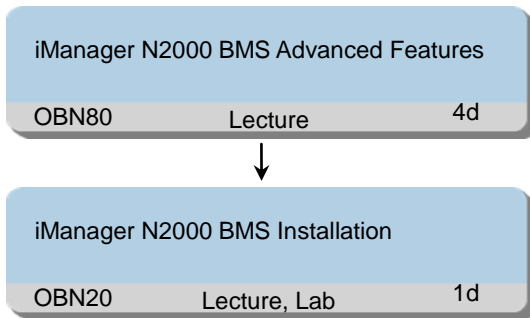 iManager N2000 BMS Advanced Features
OBN80 Lecture 4d
iManager N2000 BMS Installation
OBN20 Lecture, Lab 1d